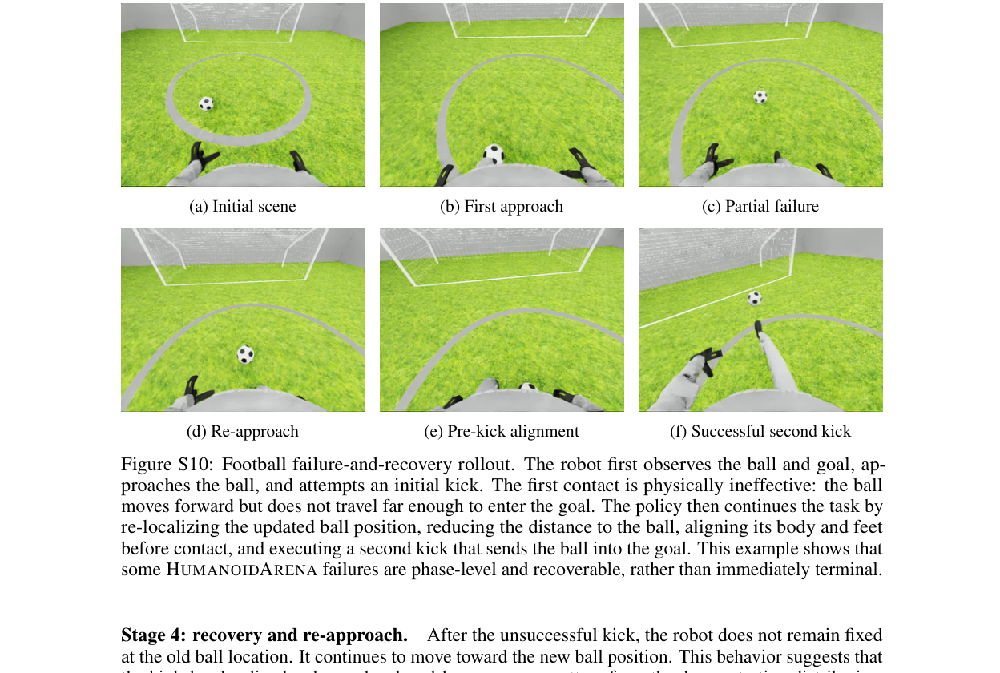 (a) Initial scene
(b) First approach
(c) Partial failure
(d) Re-approach
(e) Pre-kick alignment
(f) Successful second kick
Figure S10: Football failure-and-recovery rollout. The robot first observes the ball and goal, ap-
proaches the ball, and attempts an initial kick. The first contact is physically ineffective: the ball
moves forward but does not travel far enough to enter the goal. The policy then continues the task by
re-localizing the updated ball position, reducing the distance to the ball, aligning its body and feet
before contact, and executing a second kick that sends the ball into the goal. This example shows that
some HUMANOIDARENA failures are phase-level and recoverable, rather than immediately terminal.
Stage 4: recovery and re-approach. After the unsuccessful kick, the robot does not remain fixed
at the old ball location. It continues to move toward the new ball position. This behavior suggests that